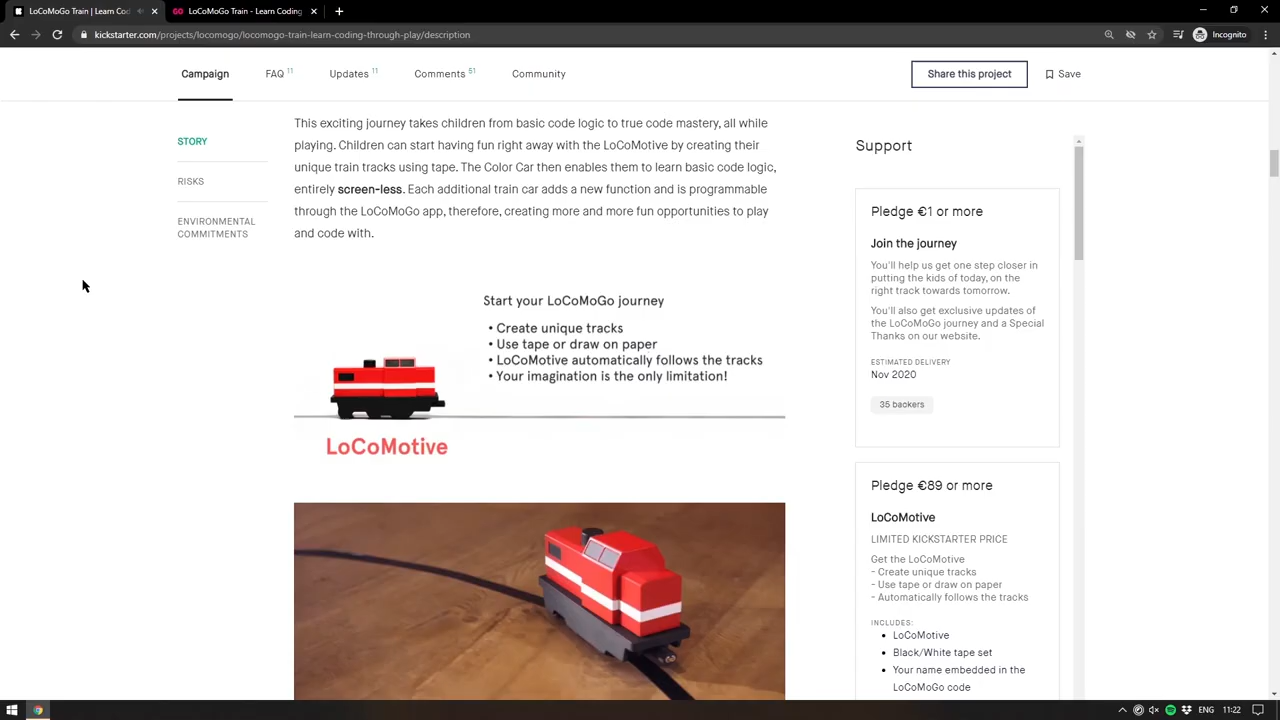 LoCoMoGo Train | Learn Cod
GO
LoCoMoGo Train - Learn Coding
kickstarter.com/projects/locomogo/locomogo-train-learn-coding-through-play/description
Incognito
Campaign
FAQ 11
Updates 11
Comments 51
Community
Share this project
Save
STORY
RISKS
ENVIRONMENTAL
COMMITMENTS
This exciting journey takes children from basic code logic to true code mastery, all while
playing. Children can start having fun right away with the LoCoMotive by creating their
unique train tracks using tape. The Color Car then enables them to learn basic code logic,
entirely screen-less. Each additional train car adds a new function and is programmable
through the LoCoMoGo app, therefore, creating more and more fun opportunities to play
and code with.
Start your LoCoMoGo journey
• Create unique tracks
• Use tape or draw on paper
• LoCoMotive automatically follows the tracks
• Your imagination is the only limitation!
LoCoMotive
Support
Pledge €1 or more
Join the journey
You'll help us get one step closer in
putting the kids of today, on the
right track towards tomorrow.
You'll also get exclusive updates of
the LoCoMoGo journey and a Special
Thanks on our website.
ESTIMATED DELIVERY
Nov 2020
35 backers
Pledge €89 or more
LoCoMotive
LIMITED KICKSTARTER PRICE
Get the LoCoMotive
- Create unique tracks
- Use tape or draw on paper
- Automatically follows the tracks
INCLUDES:
• LoCoMotive
• Black/White tape set
• Your name embedded in the
LoCoMoGo code
ENG
11:22